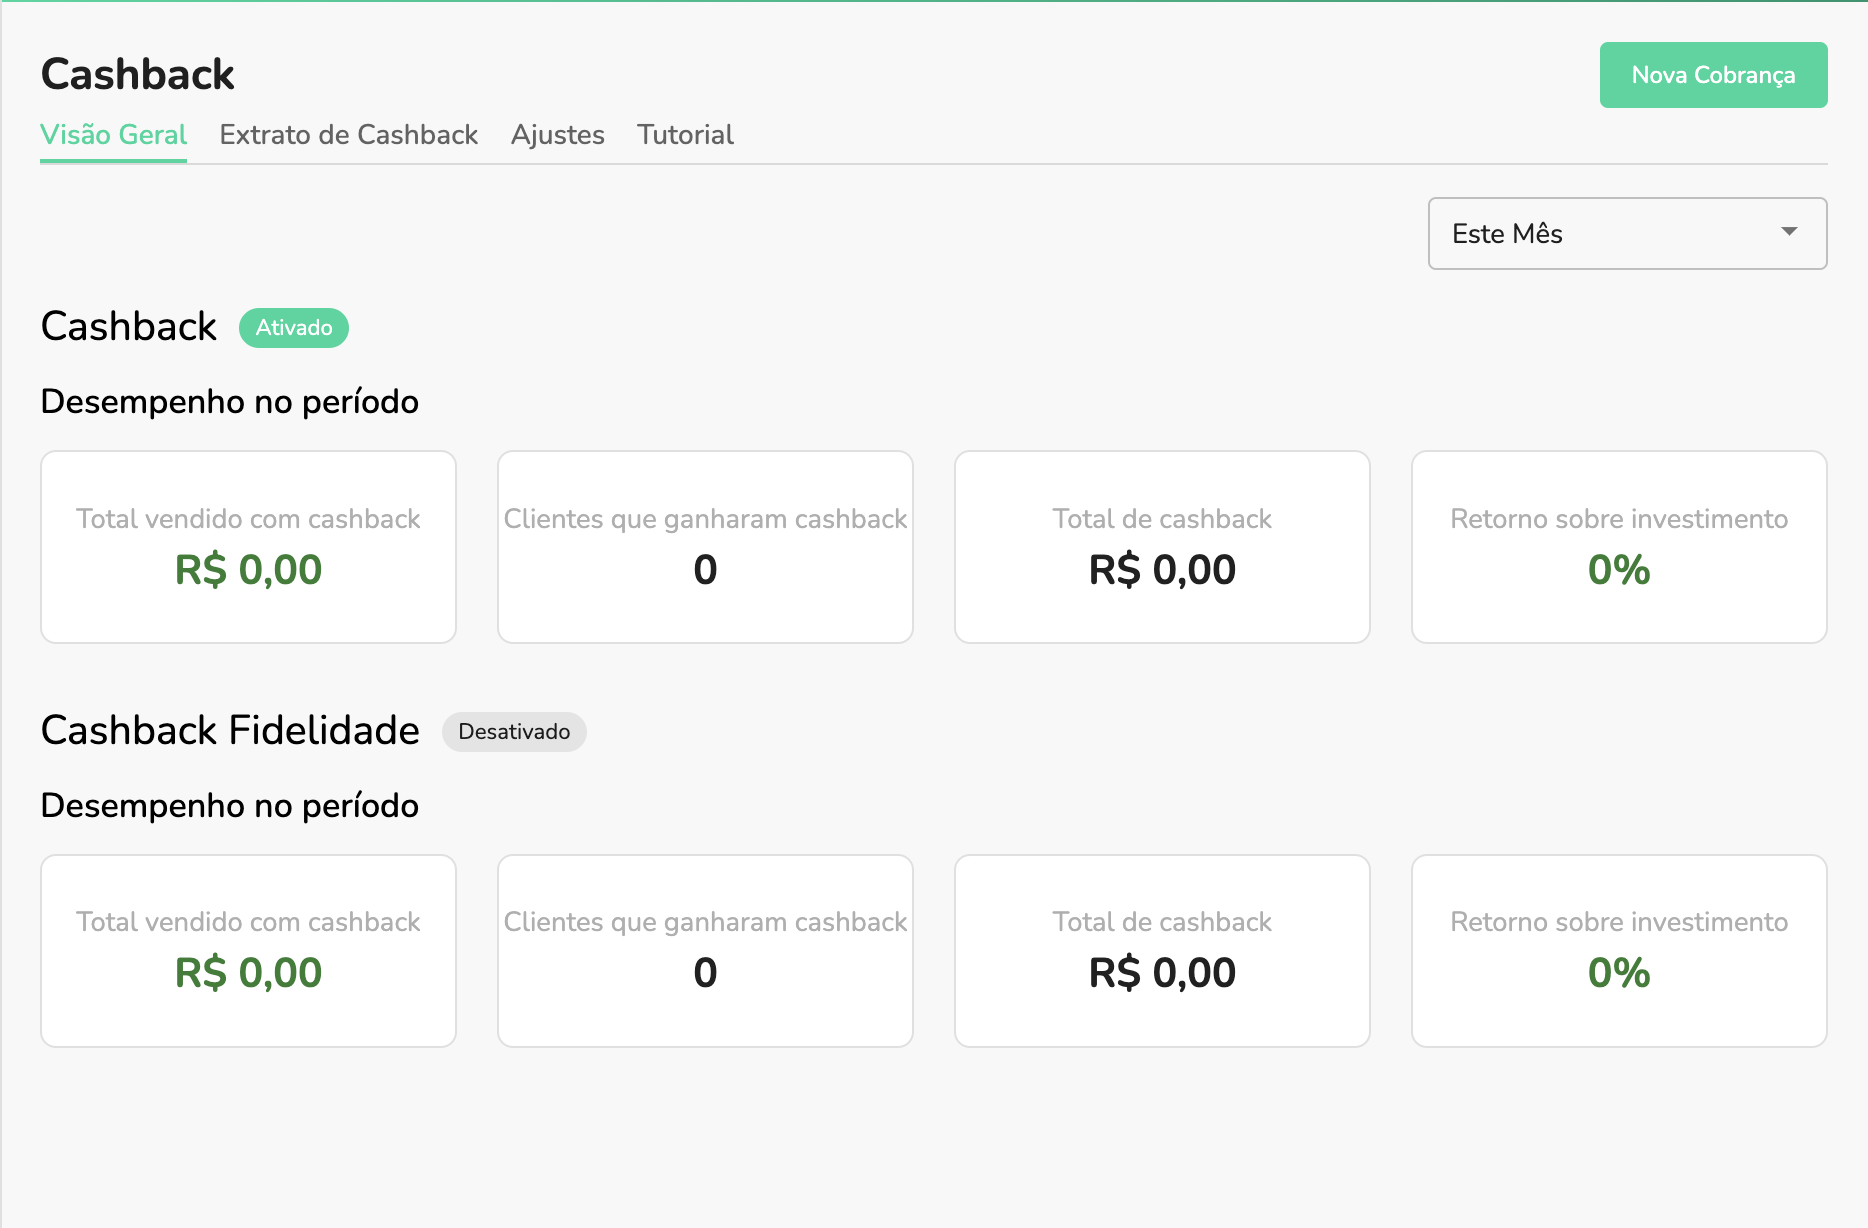 Cashback
Nova Cobrança
Visão Geral Extrato de Cashback Ajustes Tutorial
Este Mês
Cashback Ativado
Desempenho no período
Total vendido com cashback
R$ 0,00
Clientes que ganharam cashback
0
Total de cashback
R$ 0,00
Retorno sobre investimento
0%
Cashback Fidelidade Desativado
Desempenho no período
Total vendido com cashback
R$ 0,00
Clientes que ganharam cashback
0
Total de cashback
R$ 0,00
Retorno sobre investimento
0%